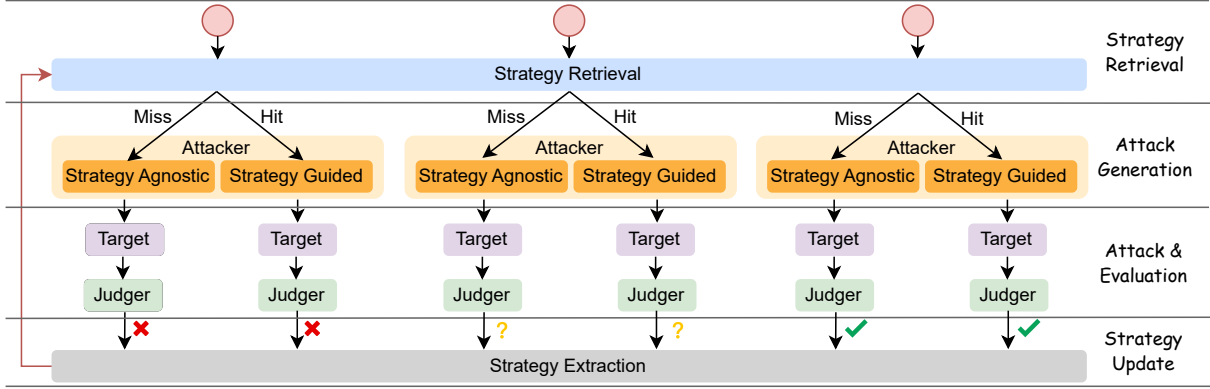 Strategy
Retrieval
Strategy Retrieval
Miss Hit Miss Hit Miss Hit
Attacker Attacker Attacker
Strategy Agnostic Strategy Guided Strategy Agnostic Strategy Guided Strategy Agnostic Strategy Guided
Attack
Generation
Target Target Target Target Target Target
Judger Judger Judger Judger Judger Judger
Attack &
Evaluation
? ?
Strategy Extraction
Strategy
Update